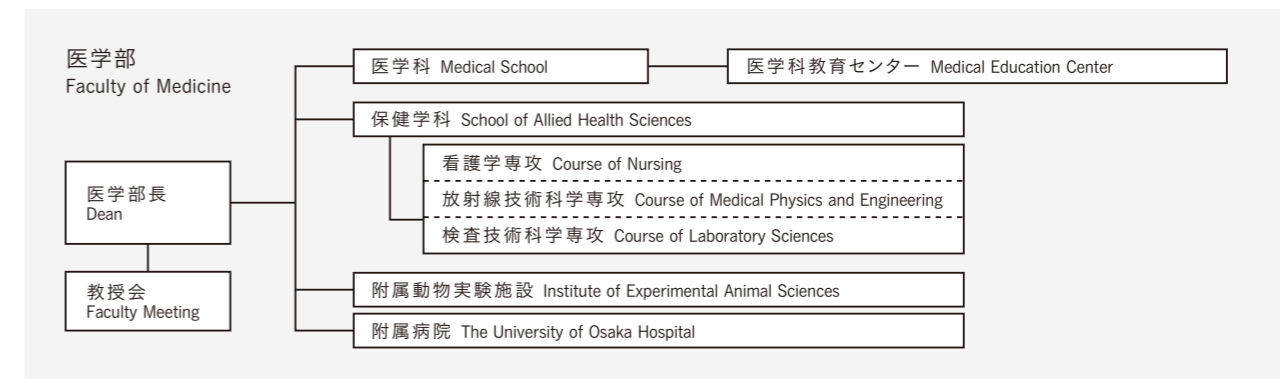 医学部
Faculty of Medicine
医学部長
Dean
教授会
Faculty Meeting
医学科 Medical School
医学科教育センター Medical Education Center
保健学科 School of Allied Health Sciences
看護学専攻 Course of Nursing
放射線技術科学専攻 Course of Medical Physics and Engineering
検査技術科学専攻 Course of Laboratory Sciences
附属動物実験施設 Institute of Experimental Animal Sciences
附属病院 The University of Osaka Hospital